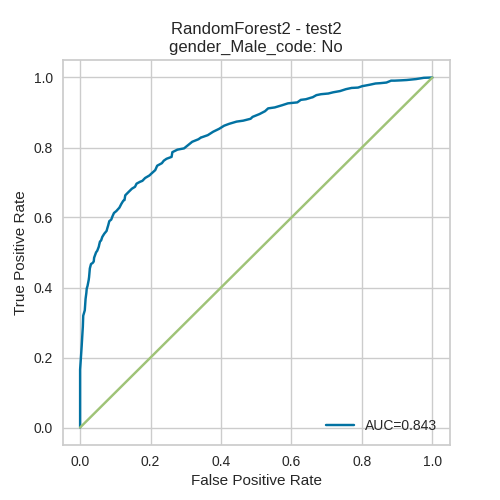 RandomForest2 - test2
gender_Male_code: No
1.0
0.8
0.6
0.4
0.2
0.0
True Positive Rate
AUC=0.843
0.0 0.2 0.4 0.6 0.8 1.0
False Positive Rate